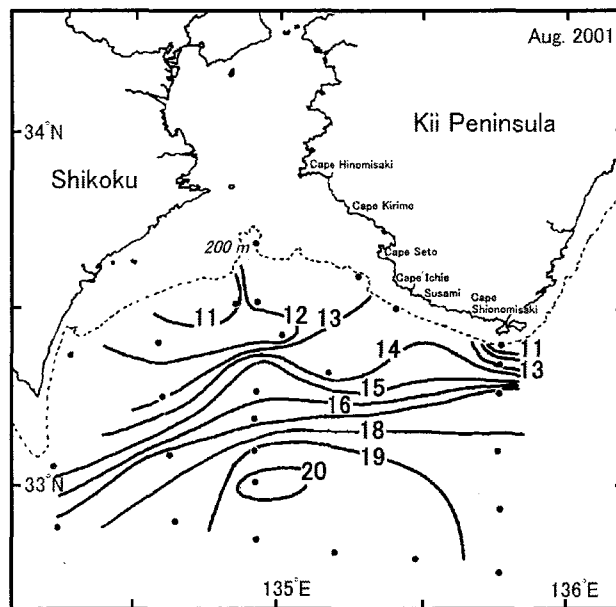 Aug. 2001
34°N
Kii Peninsula
Cape Hinomisaki
Shikoku
Cape Kirime
200 m
Cape Seto
Cape Ichie
Susami
Cape Shionomisaki
11
12
13
14
11
13
15
16
18
19
20
33°N
135°E
136°E